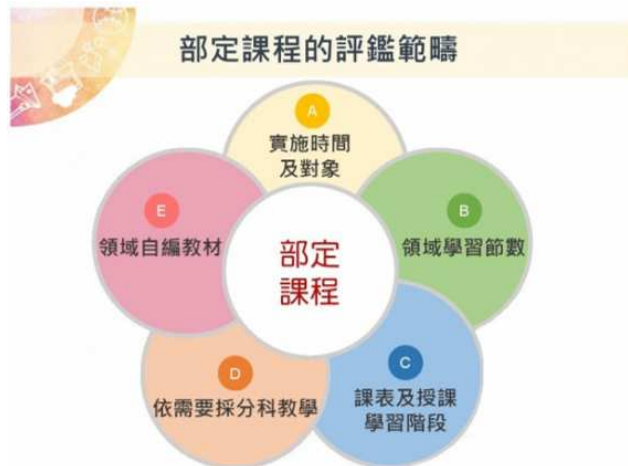 部定課程的評鑑範疇
A
實施時間
及對象
B
領域學習節數
C
課表及授課
學習階段
D
依需要採分科教學
E
領域自編教材
部定
課程